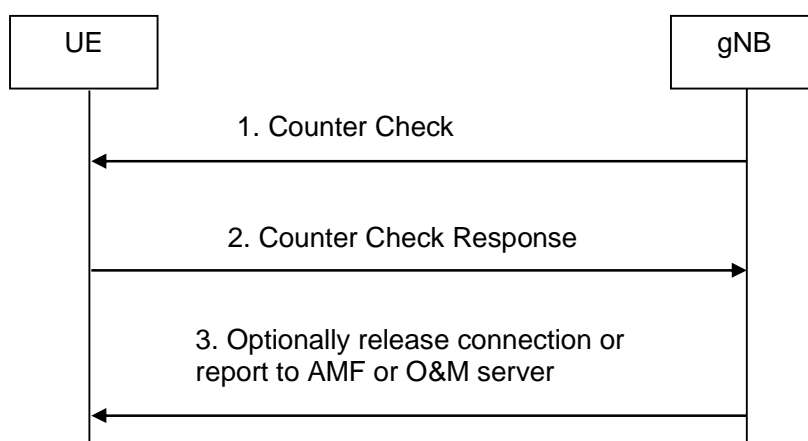 UE
gNB
1. Counter Check
2. Counter Check Response
3. Optionally release connection or
report to AMF or O&M server